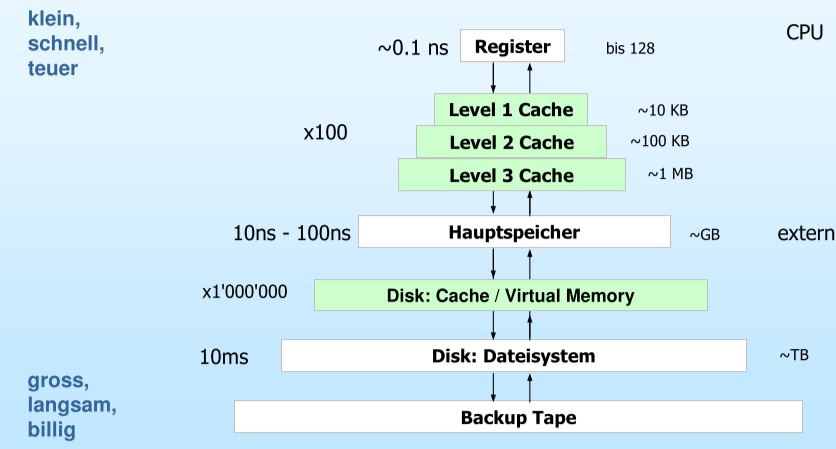 klein,
schnell,
teuer
~0.1 ns
Register
bis 128
CPU
x100
Level 1 Cache
~10 KB
Level 2 Cache
~100 KB
Level 3 Cache
~1 MB
10ns - 100ns
Hauptspeicher
~GB
extern
x1'000'000
Disk: Cache / Virtual Memory
10ms
Disk: Dateisystem
~TB
gross,
langsam,
billig
Backup Tape